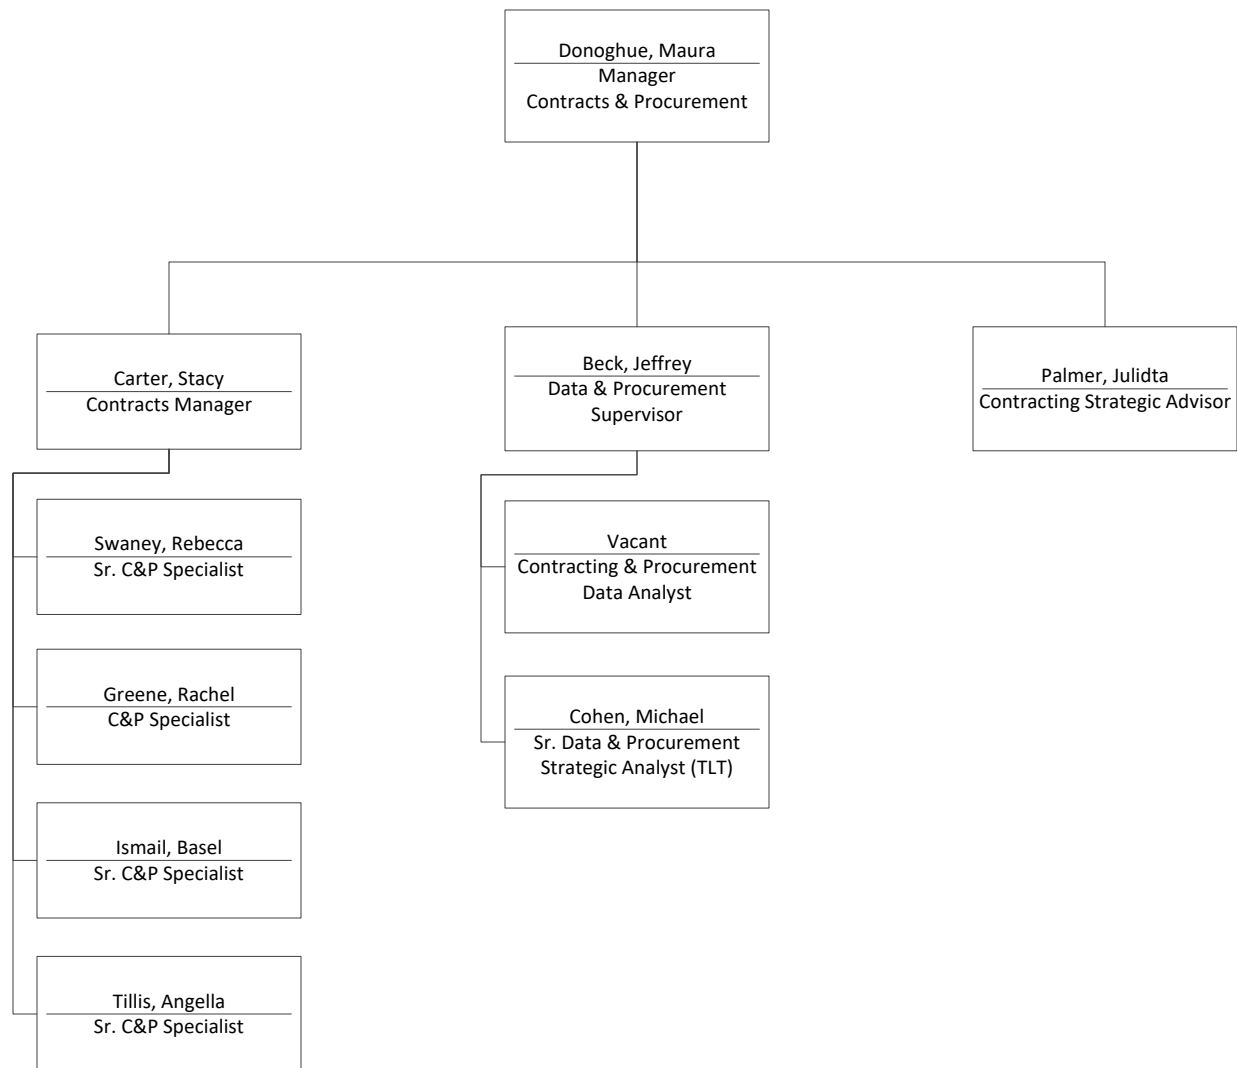 Donoghue, Maura
Manager
Contracts & Procurement
Carter, Stacy
Contracts Manager
Beck, Jeffrey
Data & Procurement
Supervisor
Palmer, Julidta
Contracting Strategic Advisor
Swaney, Rebecca
Sr. C&P Specialist
Greene, Rachel
C&P Specialist
Ismail, Basel
Sr. C&P Specialist
Tillis, Angella
Sr. C&P Specialist
Vacant
Contracting & Procurement
Data Analyst
Cohen, Michael
Sr. Data & Procurement
Strategic Analyst (TLT)